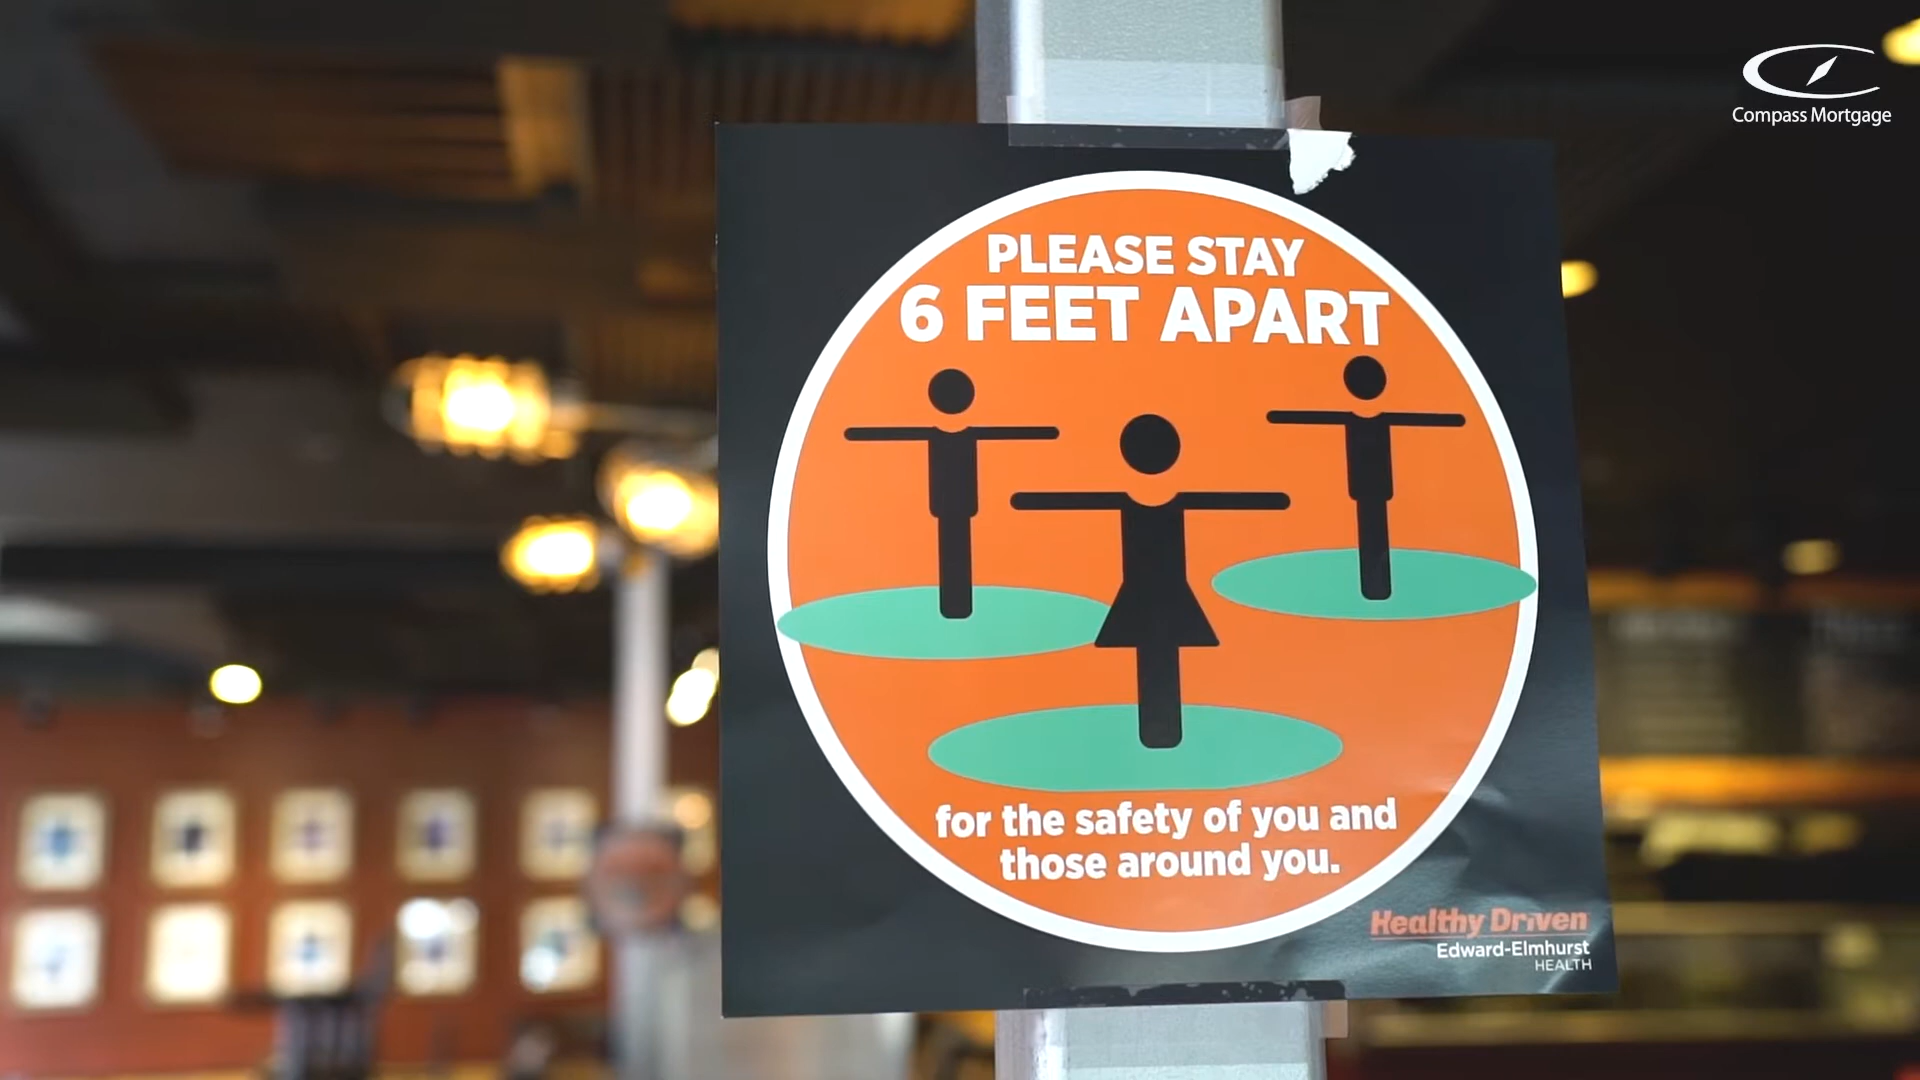 Compass Mortgage
PLEASE STAY
6 FEET APART
for the safety of you and
those around you.
Healthy Driven
Edward-Elmhurst
HEALTH